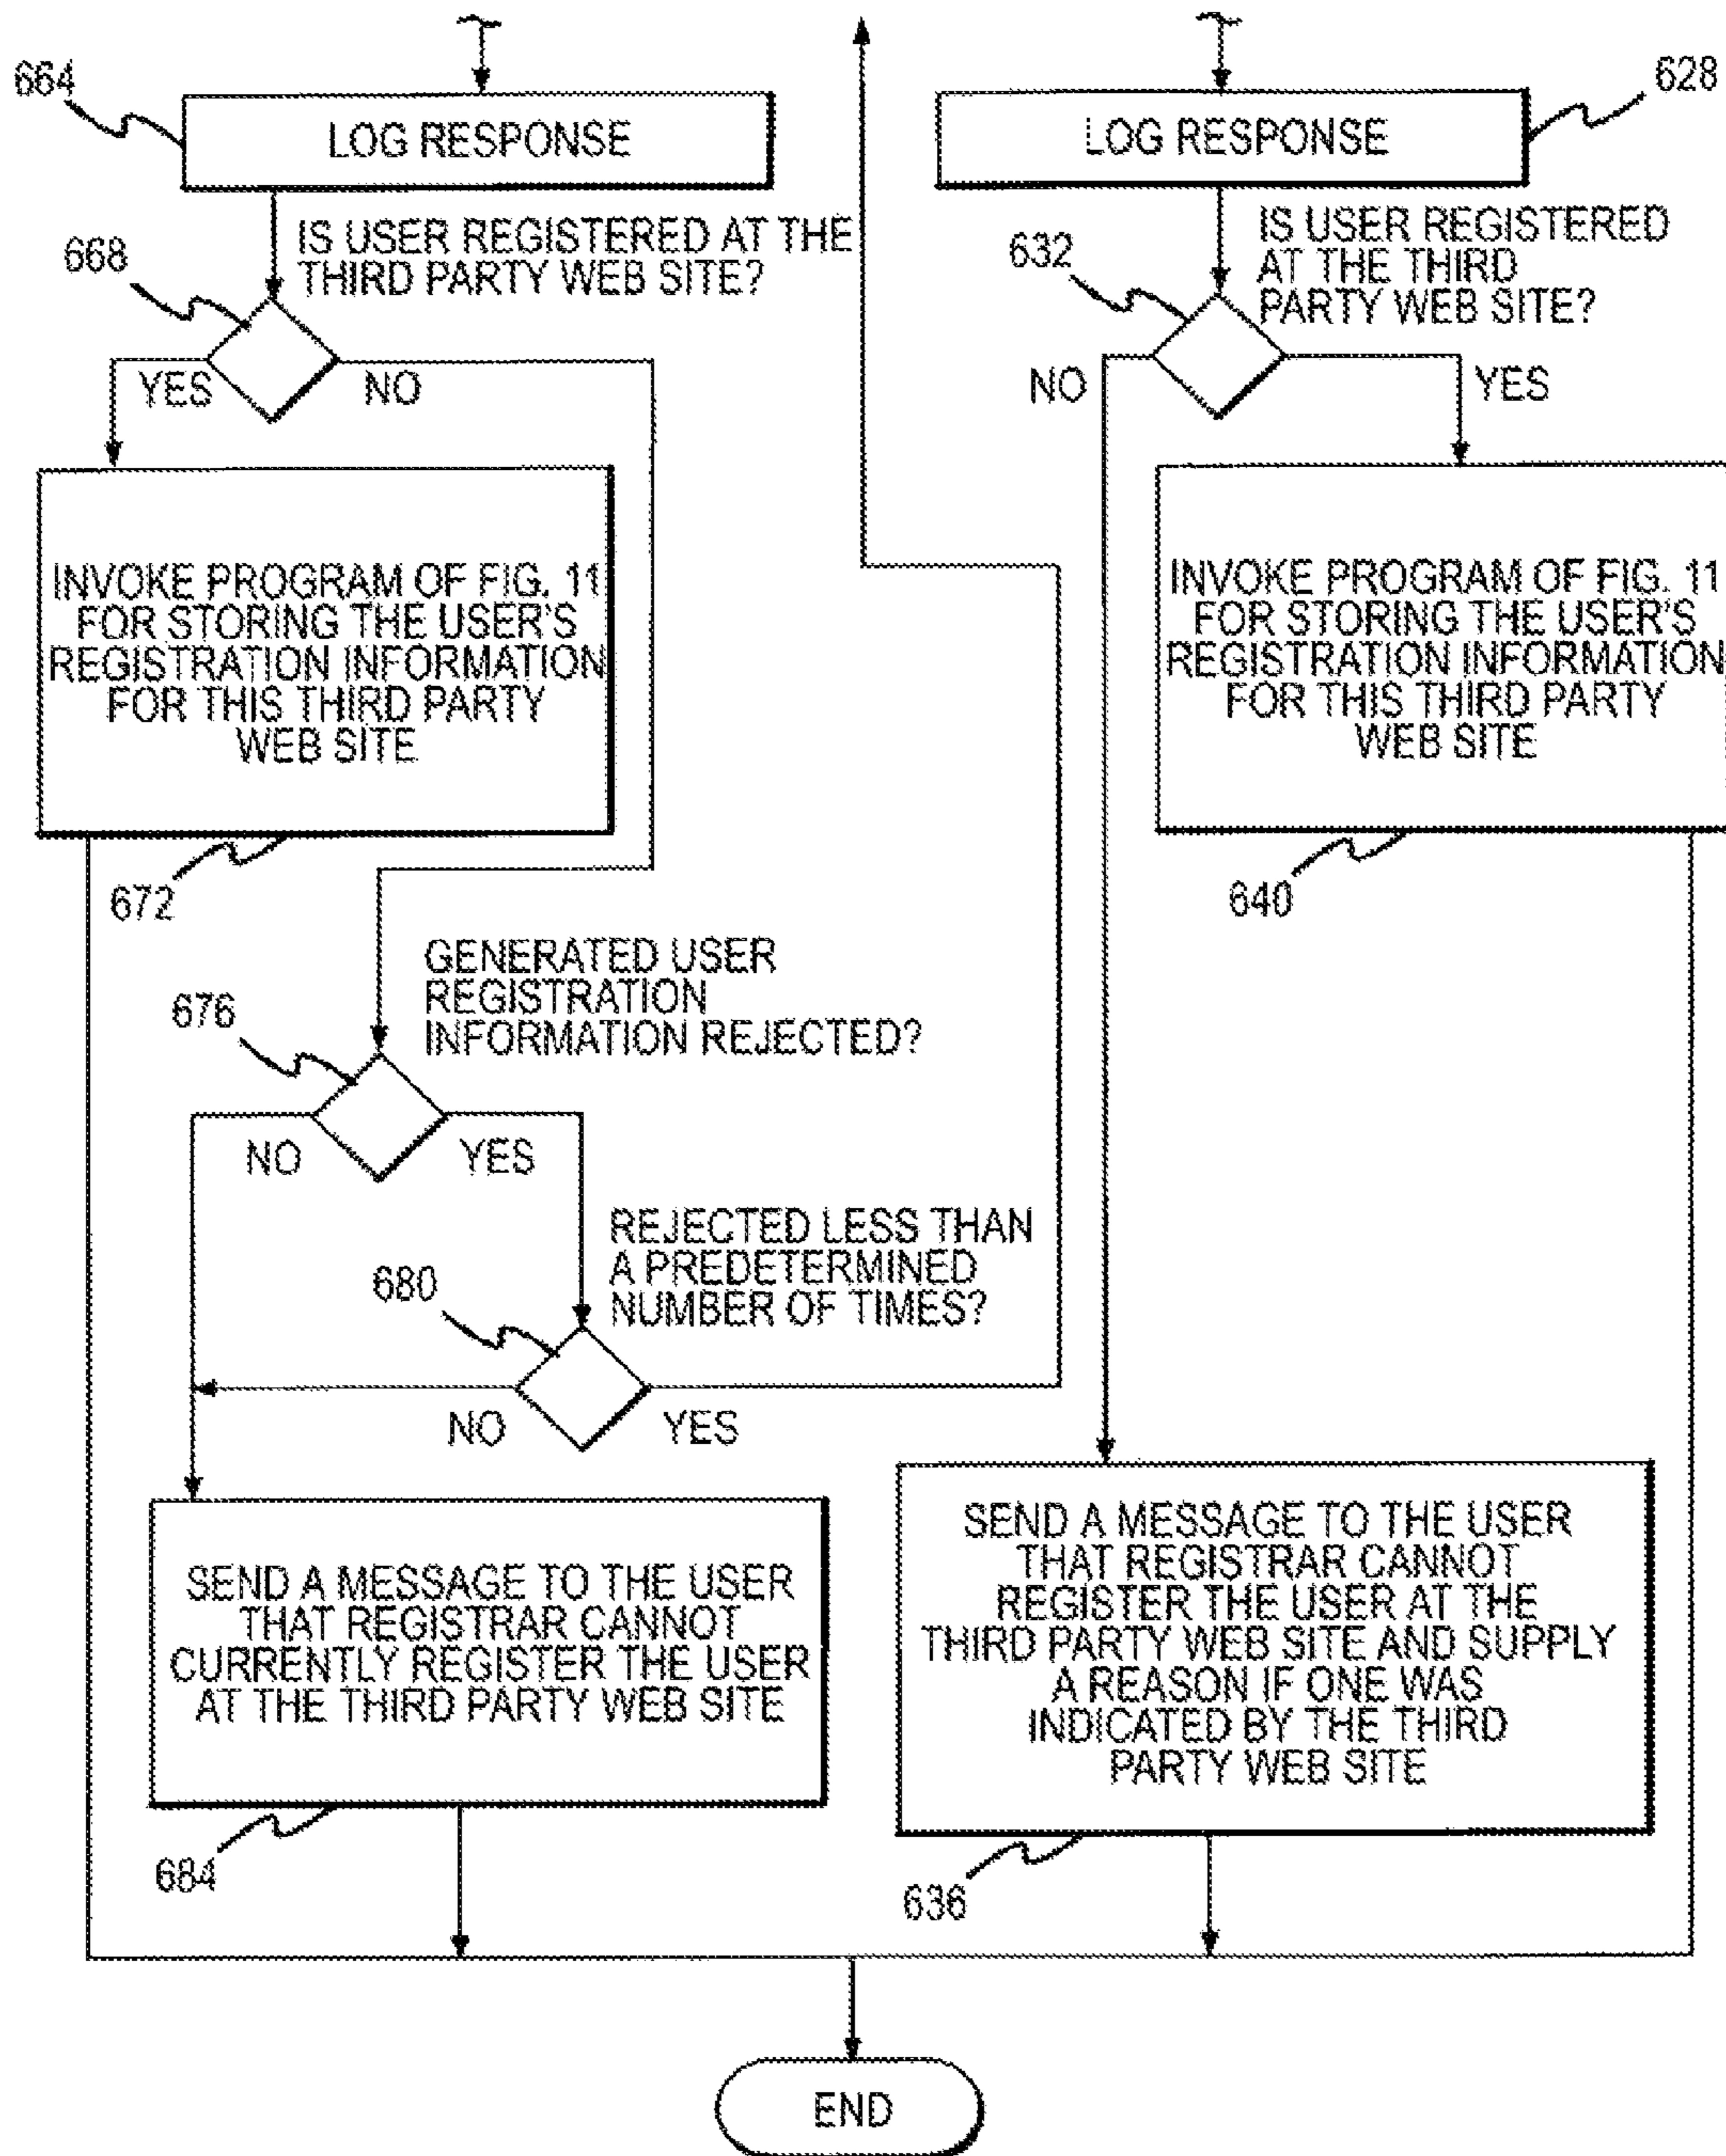 664
LOG RESPONSE
628
LOG RESPONSE
668
IS USER REGISTERED AT THE
THIRD PARTY WEB SITE?
632
IS USER REGISTERED
AT THE THIRD
PARTY WEB SITE?
YES
NO
NO
YES
INVOKE PROGRAM OF FIG. 11
FOR STORING THE USER'S
REGISTRATION INFORMATION
FOR THIS THIRD PARTY
WEB SITE
672
INVOKE PROGRAM OF FIG. 11
FOR STORING THE USER'S
REGISTRATION INFORMATION
FOR THIS THIRD PARTY
WEB SITE
640
GENERATED USER
REGISTRATION
INFORMATION REJECTED?
676
NO
YES
REJECTED LESS THAN
A PREDETERMINED
NUMBER OF TIMES?
680
NO
YES
SEND A MESSAGE TO THE USER
THAT REGISTRAR CANNOT
CURRENTLY REGISTER THE USER
AT THE THIRD PARTY WEB SITE
684
SEND A MESSAGE TO THE USER
THAT REGISTRAR CANNOT
REGISTER THE USER AT THE
THIRD PARTY WEB SITE AND SUPPLY
A REASON IF ONE WAS
INDICATED BY THE THIRD
PARTY WEB SITE
636
END